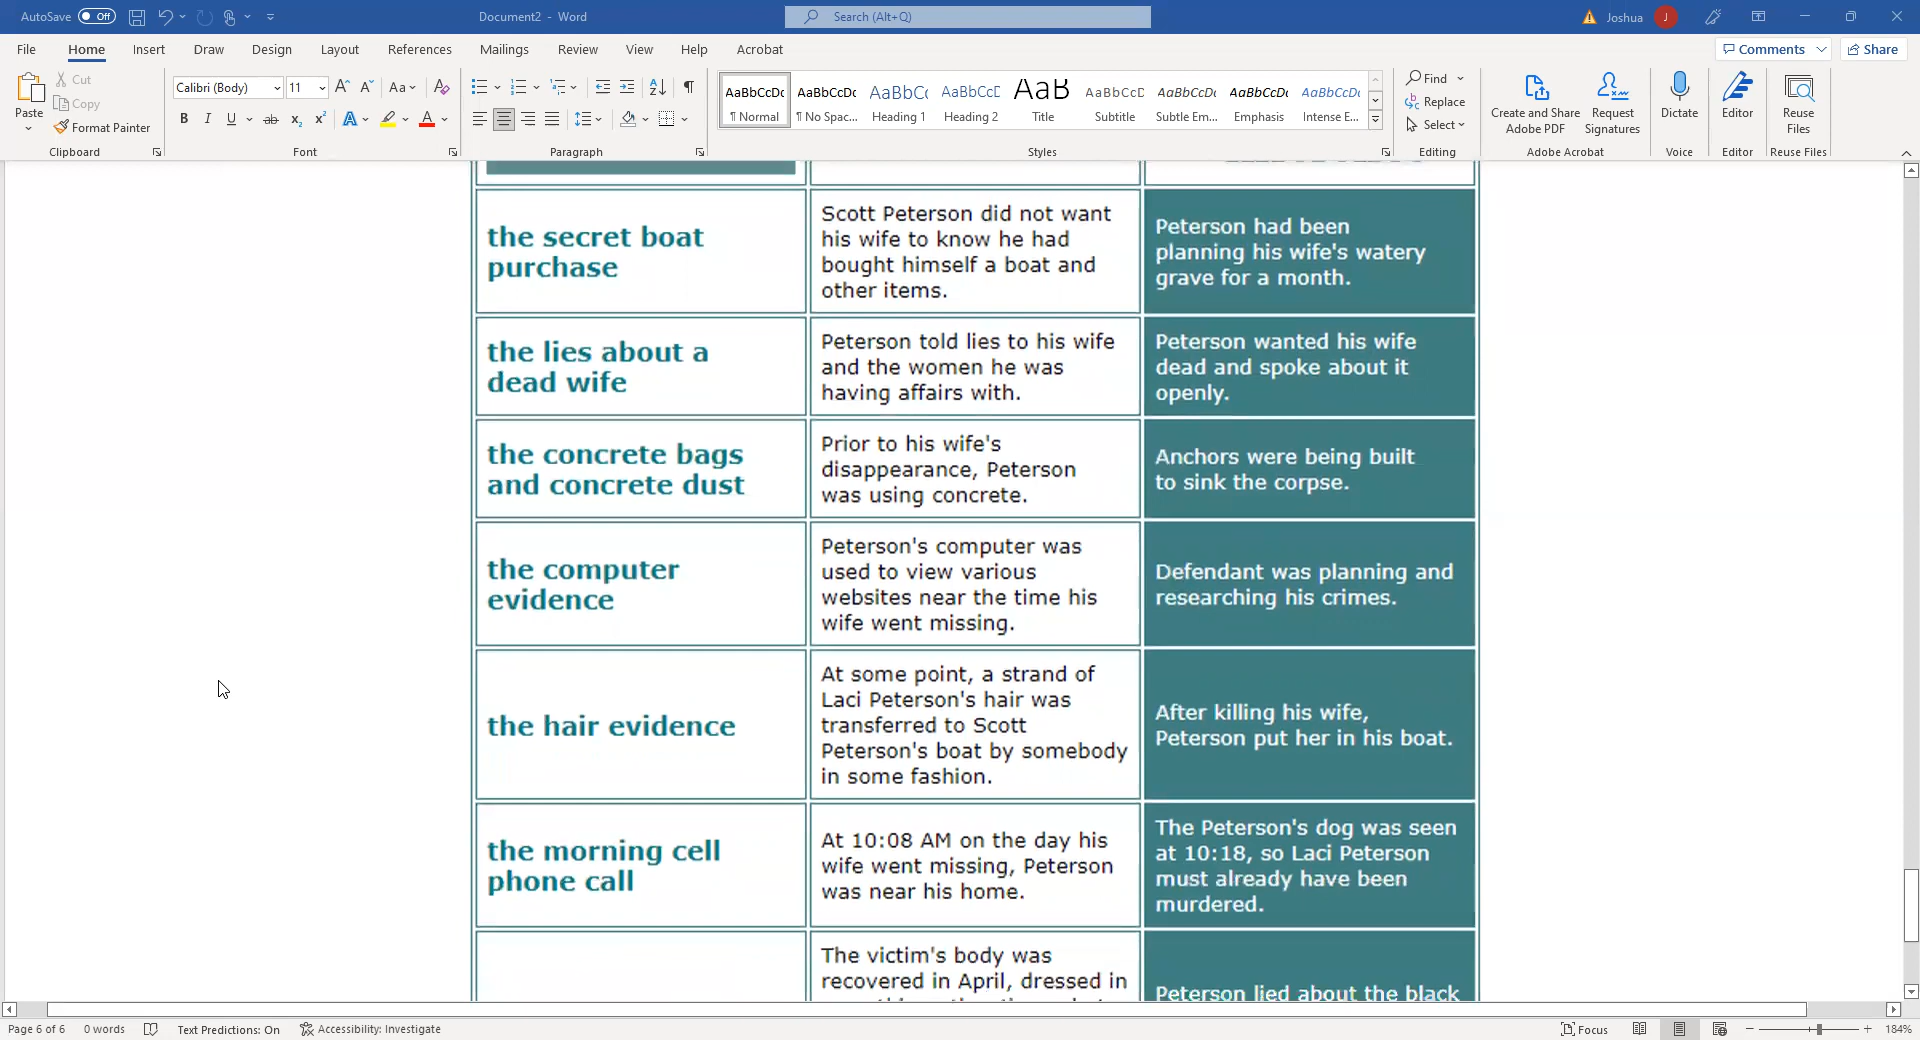 AutoSave Off Document2 - Word Search (Alt+Q) Joshua J
File Home Insert Draw Design Layout References Mailings Review View Help Acrobat Comments Share
Paste Cut Copy Format Painter
Clipboard
Calibri (Body) 11
Font
Paragraph
AaBbCcDc AaBbCcDc AaBbC AaBbCcD AaB AaBbCcD AaBbCcDc AaBbCcDc AaBbCcDc
¶ Normal ¶ No Spac... Heading 1 Heading 2 Title Subtitle Subtle Em... Emphasis Intense E...
Styles
Find
Replace
Select
Editing
Create and Share
Adobe PDF
Request
Signatures
Adobe Acrobat
Dictate
Voice
Editor
Editor
Reuse
Files
Reuse Files
the secret boat
purchase
Scott Peterson did not want
his wife to know he had
bought himself a boat and
other items.
Peterson had been
planning his wife's watery
grave for a month.
the lies about a
dead wife
Peterson told lies to his wife
and the women he was
having affairs with.
Peterson wanted his wife
dead and spoke about it
openly.
the concrete bags
and concrete dust
Prior to his wife's
disappearance, Peterson
was using concrete.
Anchors were being built
to sink the corpse.
the computer
evidence
Peterson's computer was
used to view various
websites near the time his
wife went missing.
Defendant was planning and
researching his crimes.
the hair evidence
At some point, a strand of
Laci Peterson's hair was
transferred to Scott
Peterson's boat by somebody
in some fashion.
After killing his wife,
Peterson put her in his boat.
the morning cell
phone call
At 10:08 AM on the day his
wife went missing, Peterson
was near his home.
The Peterson's dog was seen
at 10:18, so Laci Peterson
must already have been
murdered.
The victim's body was
recovered in April, dressed in
Peterson lied about the black
Page 6 of 6 0 words Text Predictions: On Accessibility: Investigate Focus 184%